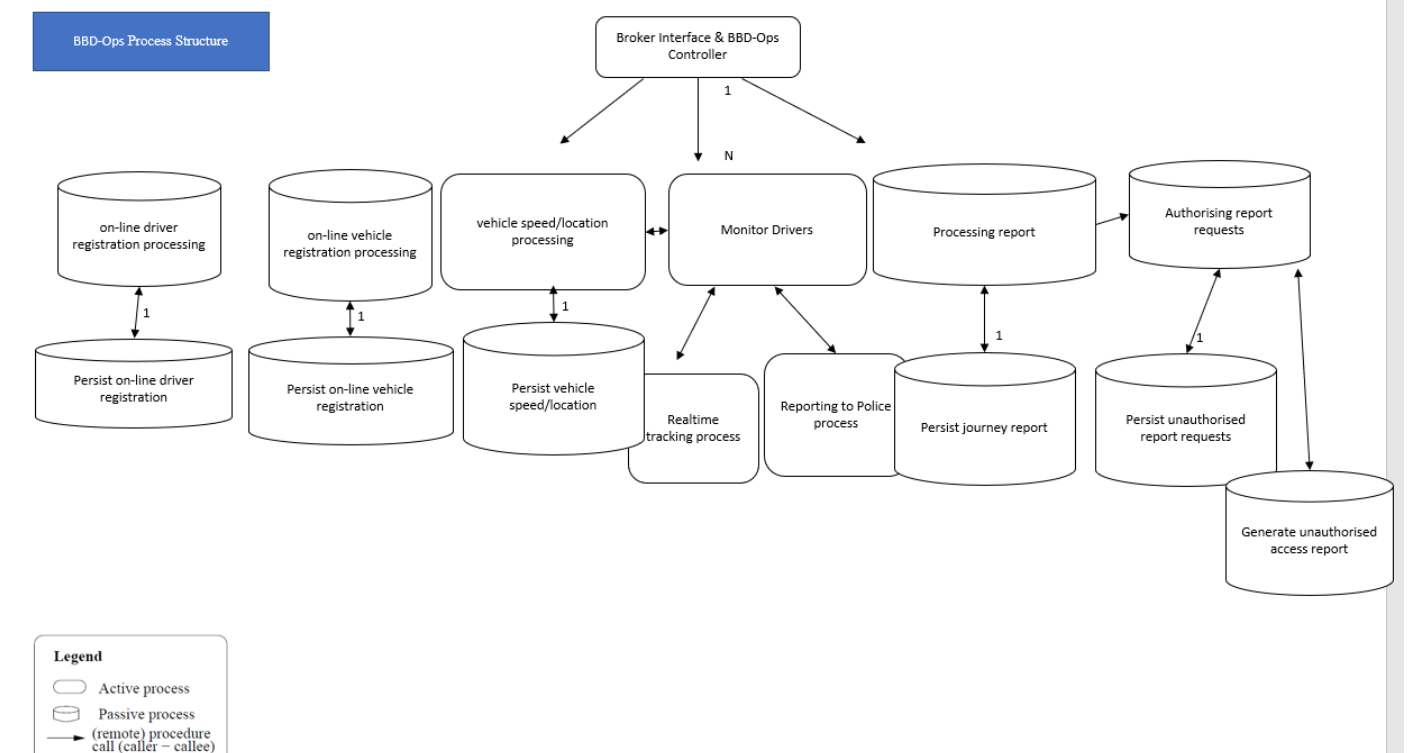 BBD-Ops Process Structure
Broker Interface & BBD-Ops
Controller
1
N
on-line driver
registration processing
on-line vehicle
registration processing
vehicle speed/location
processing
Monitor Drivers
Processing report
Authorising report
requests
1
1
1
1
1
Persist on-line driver
registration
Persist on-line vehicle
registration
Persist vehicle
speed/location
Realtime
tracking process
Reporting to Police
process
Persist journey report
Persist unauthorised
report requests
Generate unauthorised
access report
Legend
Active process
Passive process
(remote) procedure
call (caller – callee)